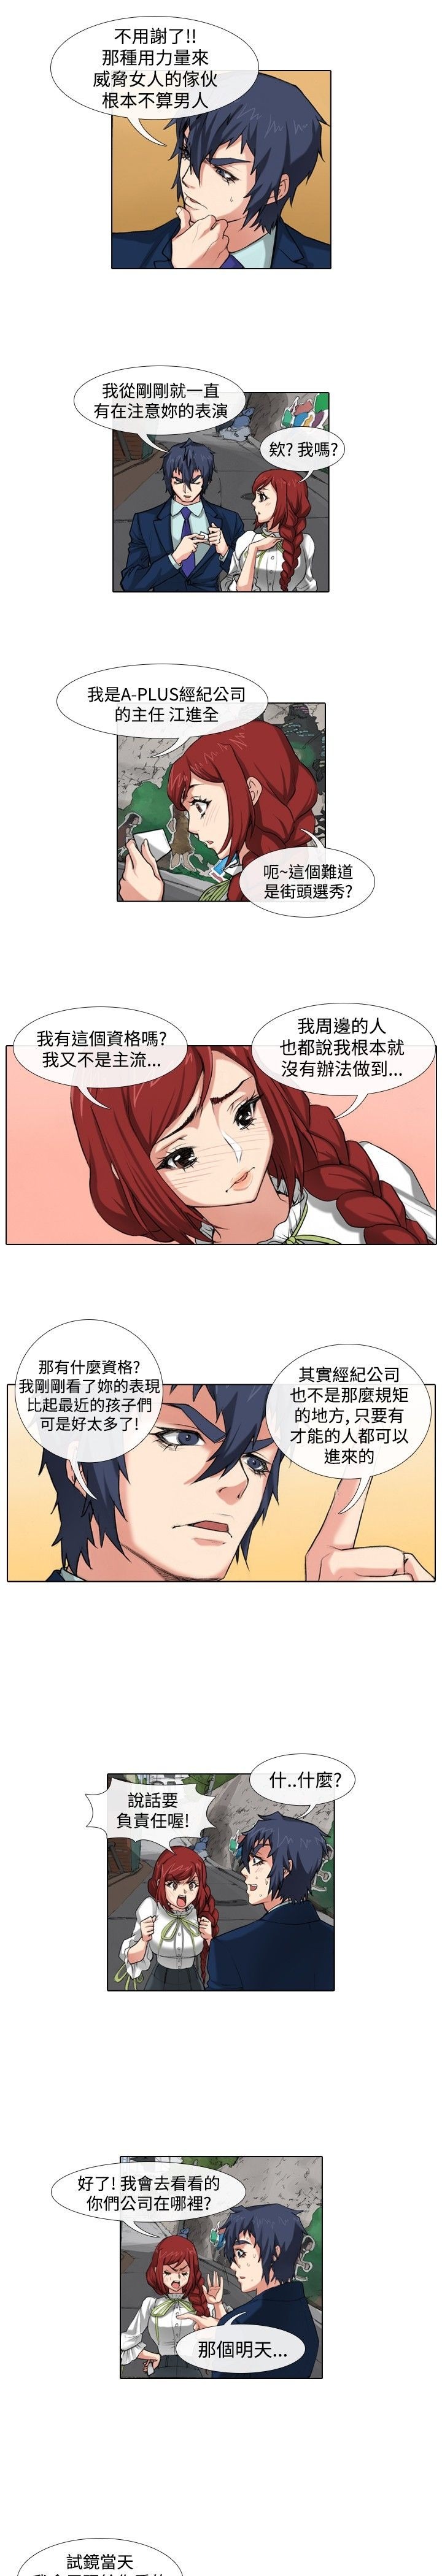 不用謝了!!
那種用力量來
威脅女人的傢伙
根本不算男人
我從剛剛就一直
有在注意妳的表演
欸? 我嗎?
我是A-PLUS經紀公司
的主任 江進全
呃~這個難道
是街頭選秀?
我有這個資格嗎?
我又不是主流...
我周邊的人
也都說我根本就
沒有辦法做到...
那有什麼資格?
我剛剛看了妳的表現
比起最近的孩子們
可是好太多了!
其實經紀公司
也不是那麼規矩
的地方, 只要有
才能的人都可以
進來的
什..什麼?
說話要
負責任喔!
好了! 我會去看看的
你們公司在哪裡?
那個明天...
試鏡當天